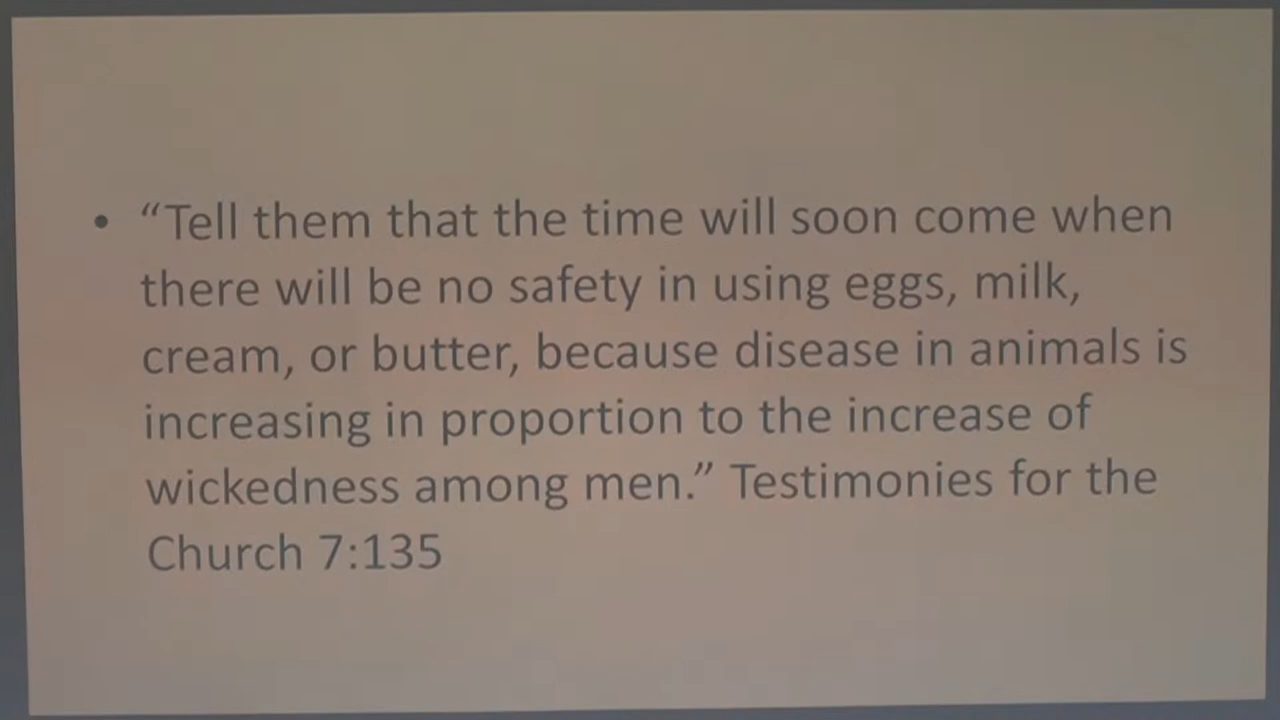 • “Tell them that the time will soon come when
there will be no safety in using eggs, milk,
cream, or butter, because disease in animals is
increasing in proportion to the increase of
wickedness among men.” Testimonies for the
Church 7:135